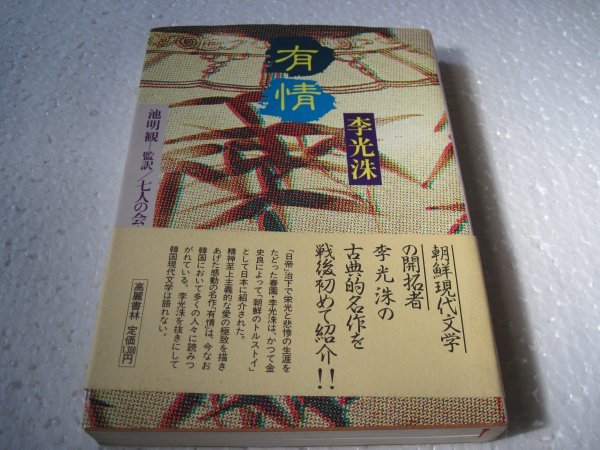 有情
李光洙
池明観＝監訳／七人の会
朝鮮現代文学
の開拓者
李光洙の
古典的名作を
戦後初めて紹介!!
「日帝」治下で栄光と悲惨の生涯を
たどった春園・李光洙は、かつて金
史良によって「朝鮮のトルストイ」
として日本に紹介された。
精神至上主義的な愛の極致を描き
あげた感動の名作・有情は、今なお
韓国において多くの人々に読みつ
がれている。李光洙を抜きにして
韓国現代文学は語れない。
高麗書林 定価
円